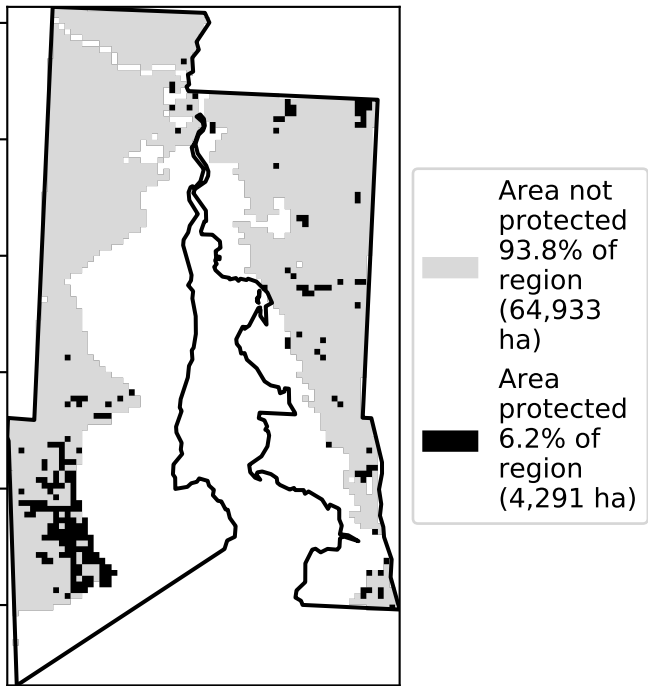 Area not
protected
93.8% of
region
(64,933
ha)
Area
protected
6.2% of
region
(4,291 ha)